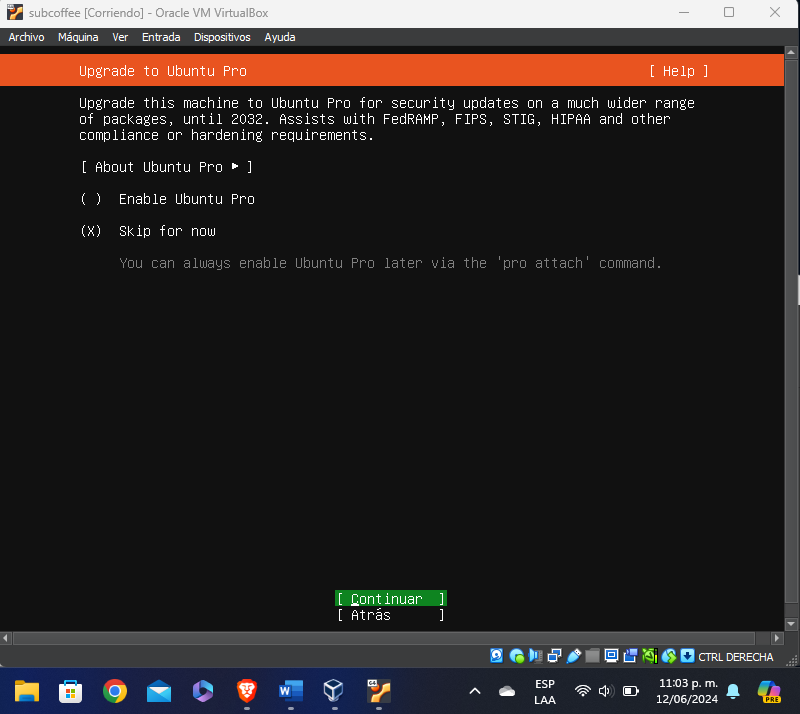 subcoffee [Corriendo] - Oracle VM VirtualBox
Archivo Máquina Ver Entrada Dispositivos Ayuda
Upgrade to Ubuntu Pro [ Help ]
Upgrade this machine to Ubuntu Pro for security updates on a much wider range
of packages, until 2032. Assists with FedRAMP, FIPS, STIG, HIPAA and other
compliance or hardening requirements.
[ About Ubuntu Pro ▸ ]
( ) Enable Ubuntu Pro
(X) Skip for now
You can always enable Ubuntu Pro later via the 'pro attach' command.
[ Continuar ]
[ Atrás ]
CTRL DERECHA
ESP
LAA
11:03 p. m.
12/06/2024
PRE